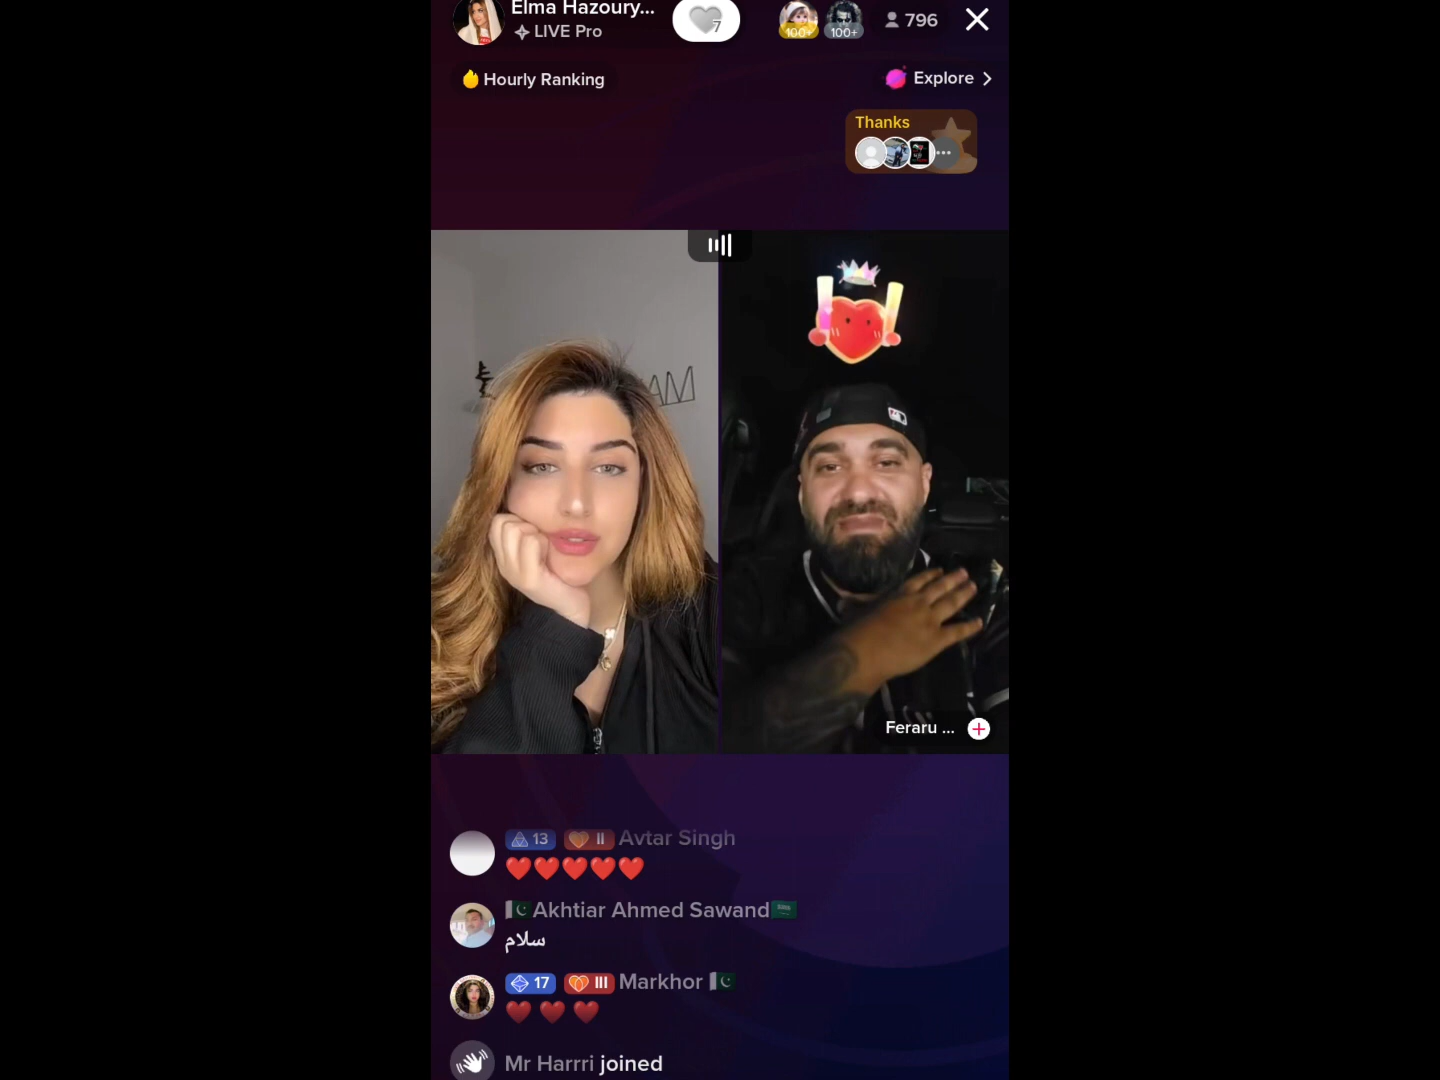 Elma Hazoury...
LIVE Pro
7
100+
100+
796
Hourly Ranking
Explore
Thanks
AM
Feraru ...
13 II Avtar Singh
❤️❤️❤️❤️❤️
🇵🇰Akhtiar Ahmed Sawand🇸🇦
سلام
17 III Markhor 🇵🇰
❤️ ❤️ ❤️
Mr Harrri joined